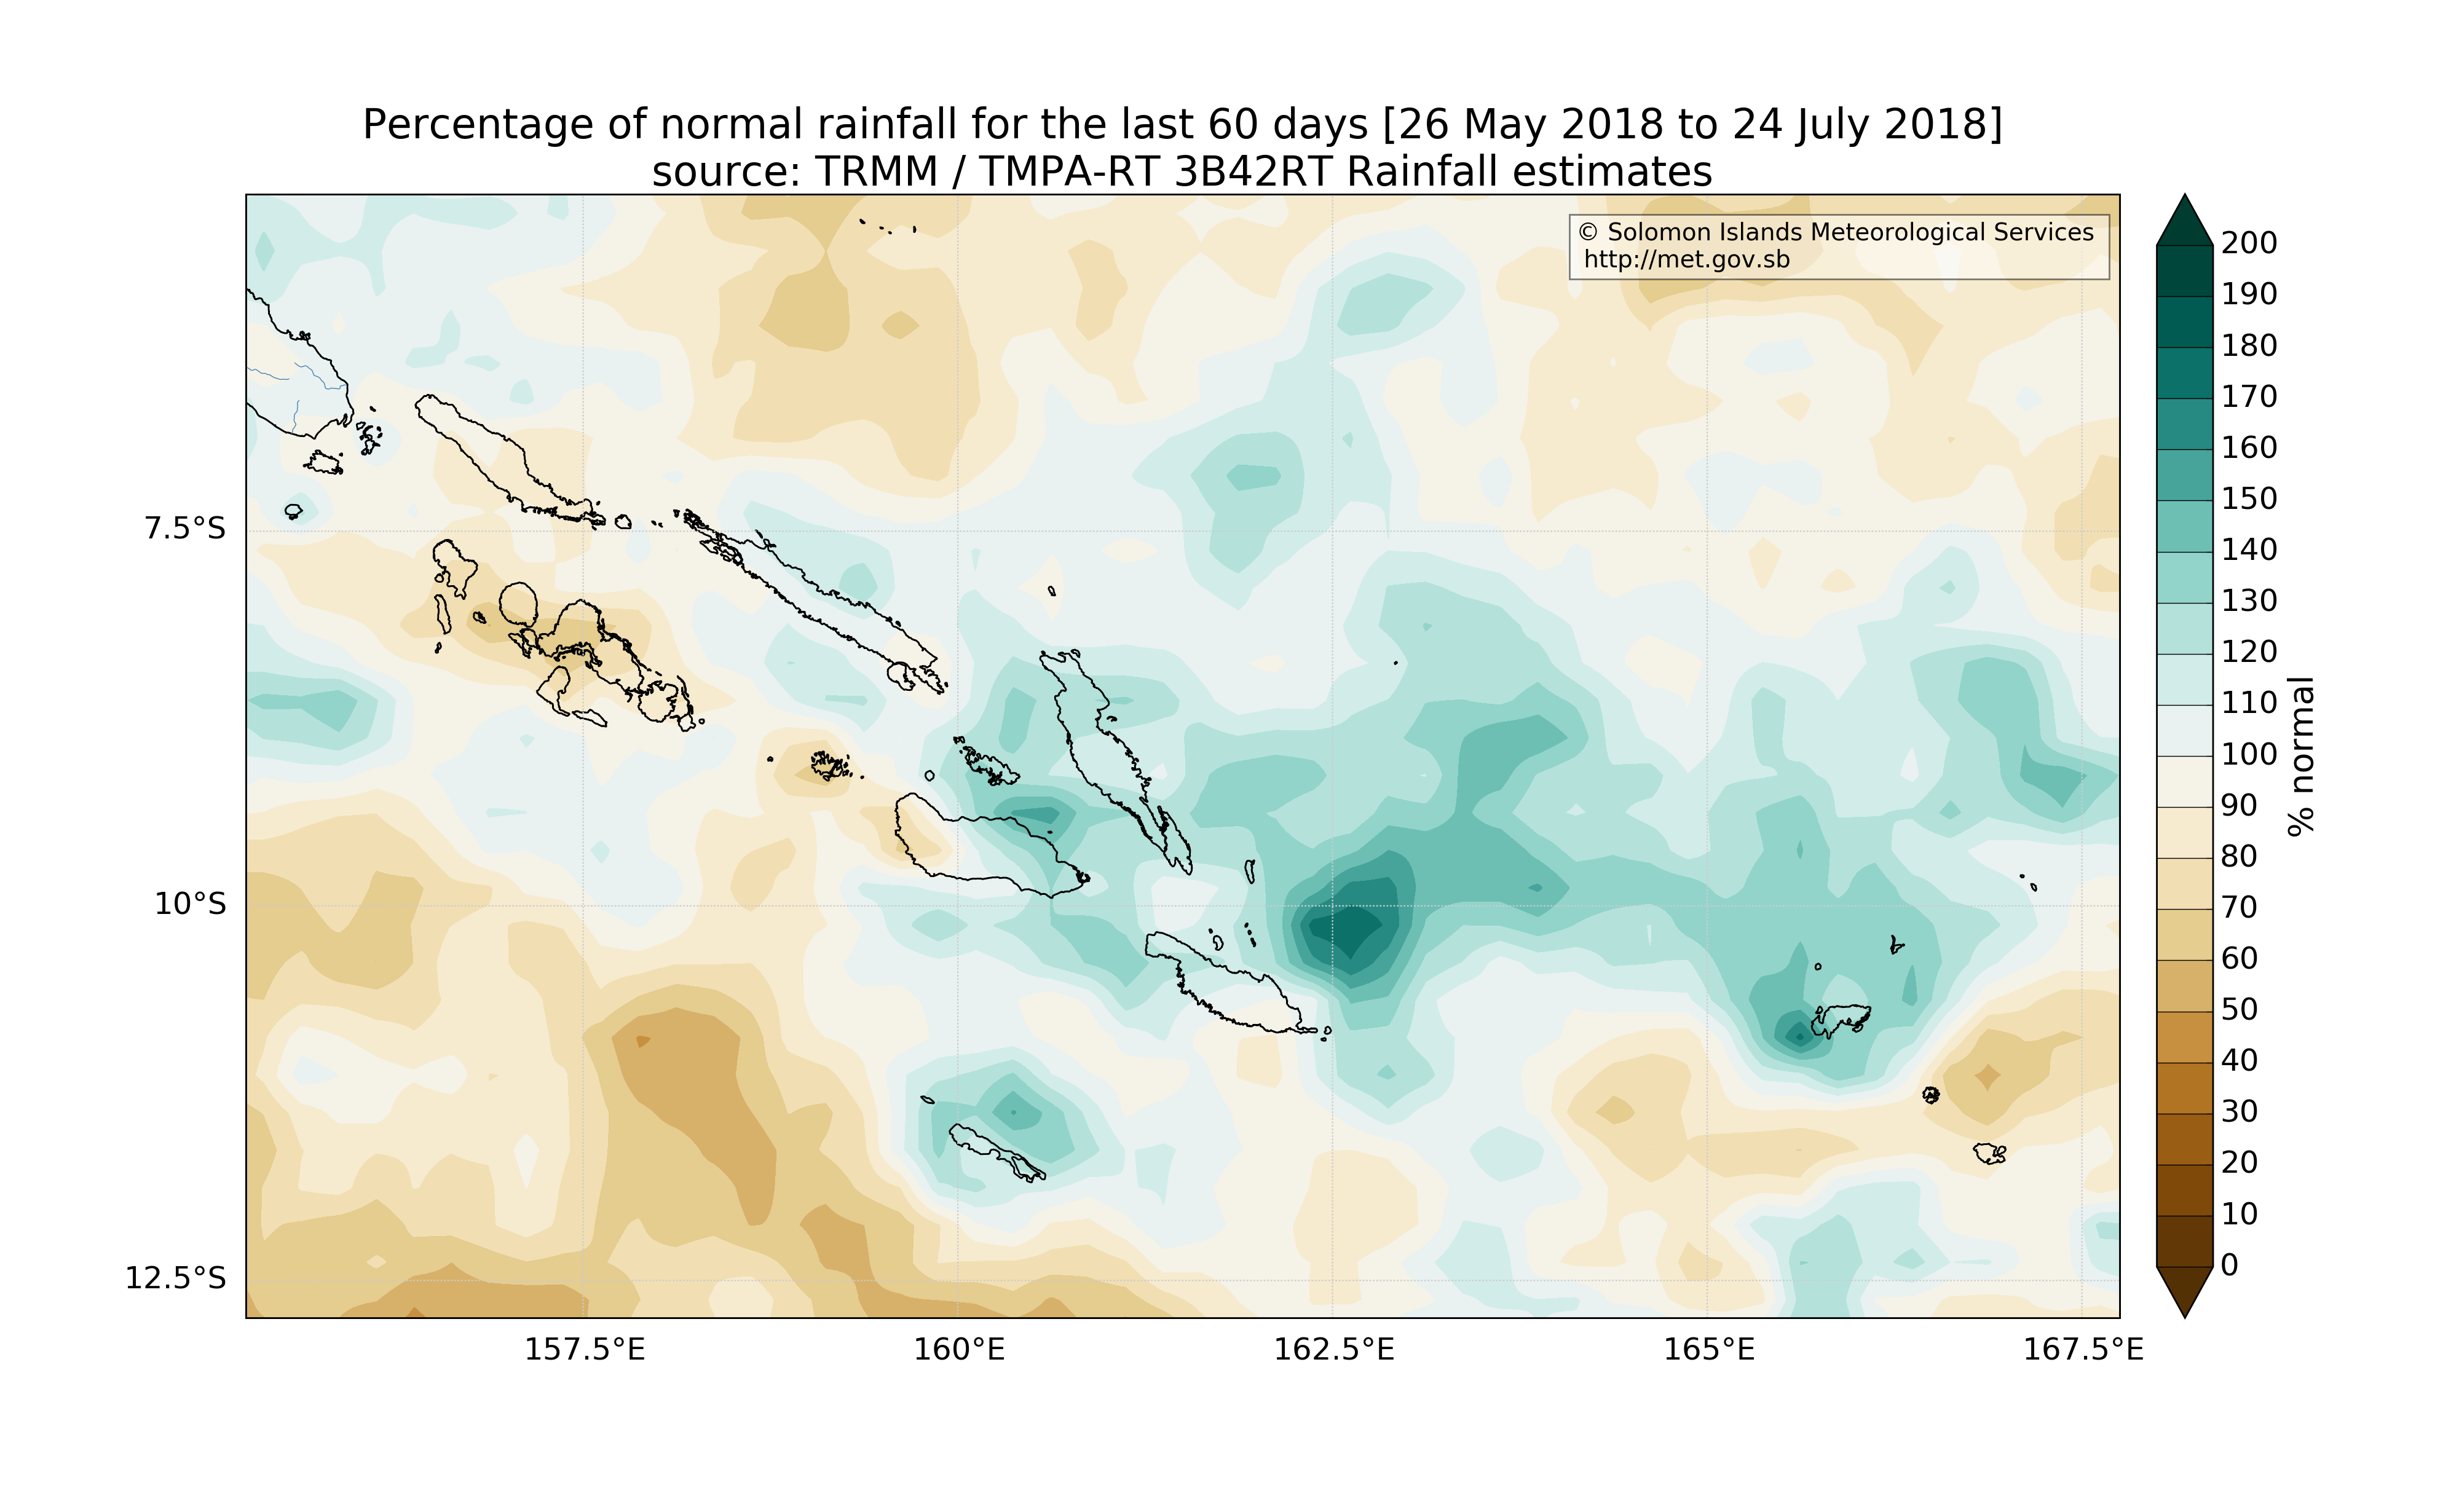 Percentage of normal rainfall for the last 60 days [26 May 2018 to 24 July 2018]
source: TRMM / TMPA-RT 3B42RT Rainfall estimates
© Solomon Islands Meteorological Services
http://met.gov.sb
7.5°S
10°S
12.5°S
157.5°E
160°E
162.5°E
165°E
167.5°E
200
190
180
170
160
150
140
130
120
110
100
90
80
70
60
50
40
30
20
10
0
% normal